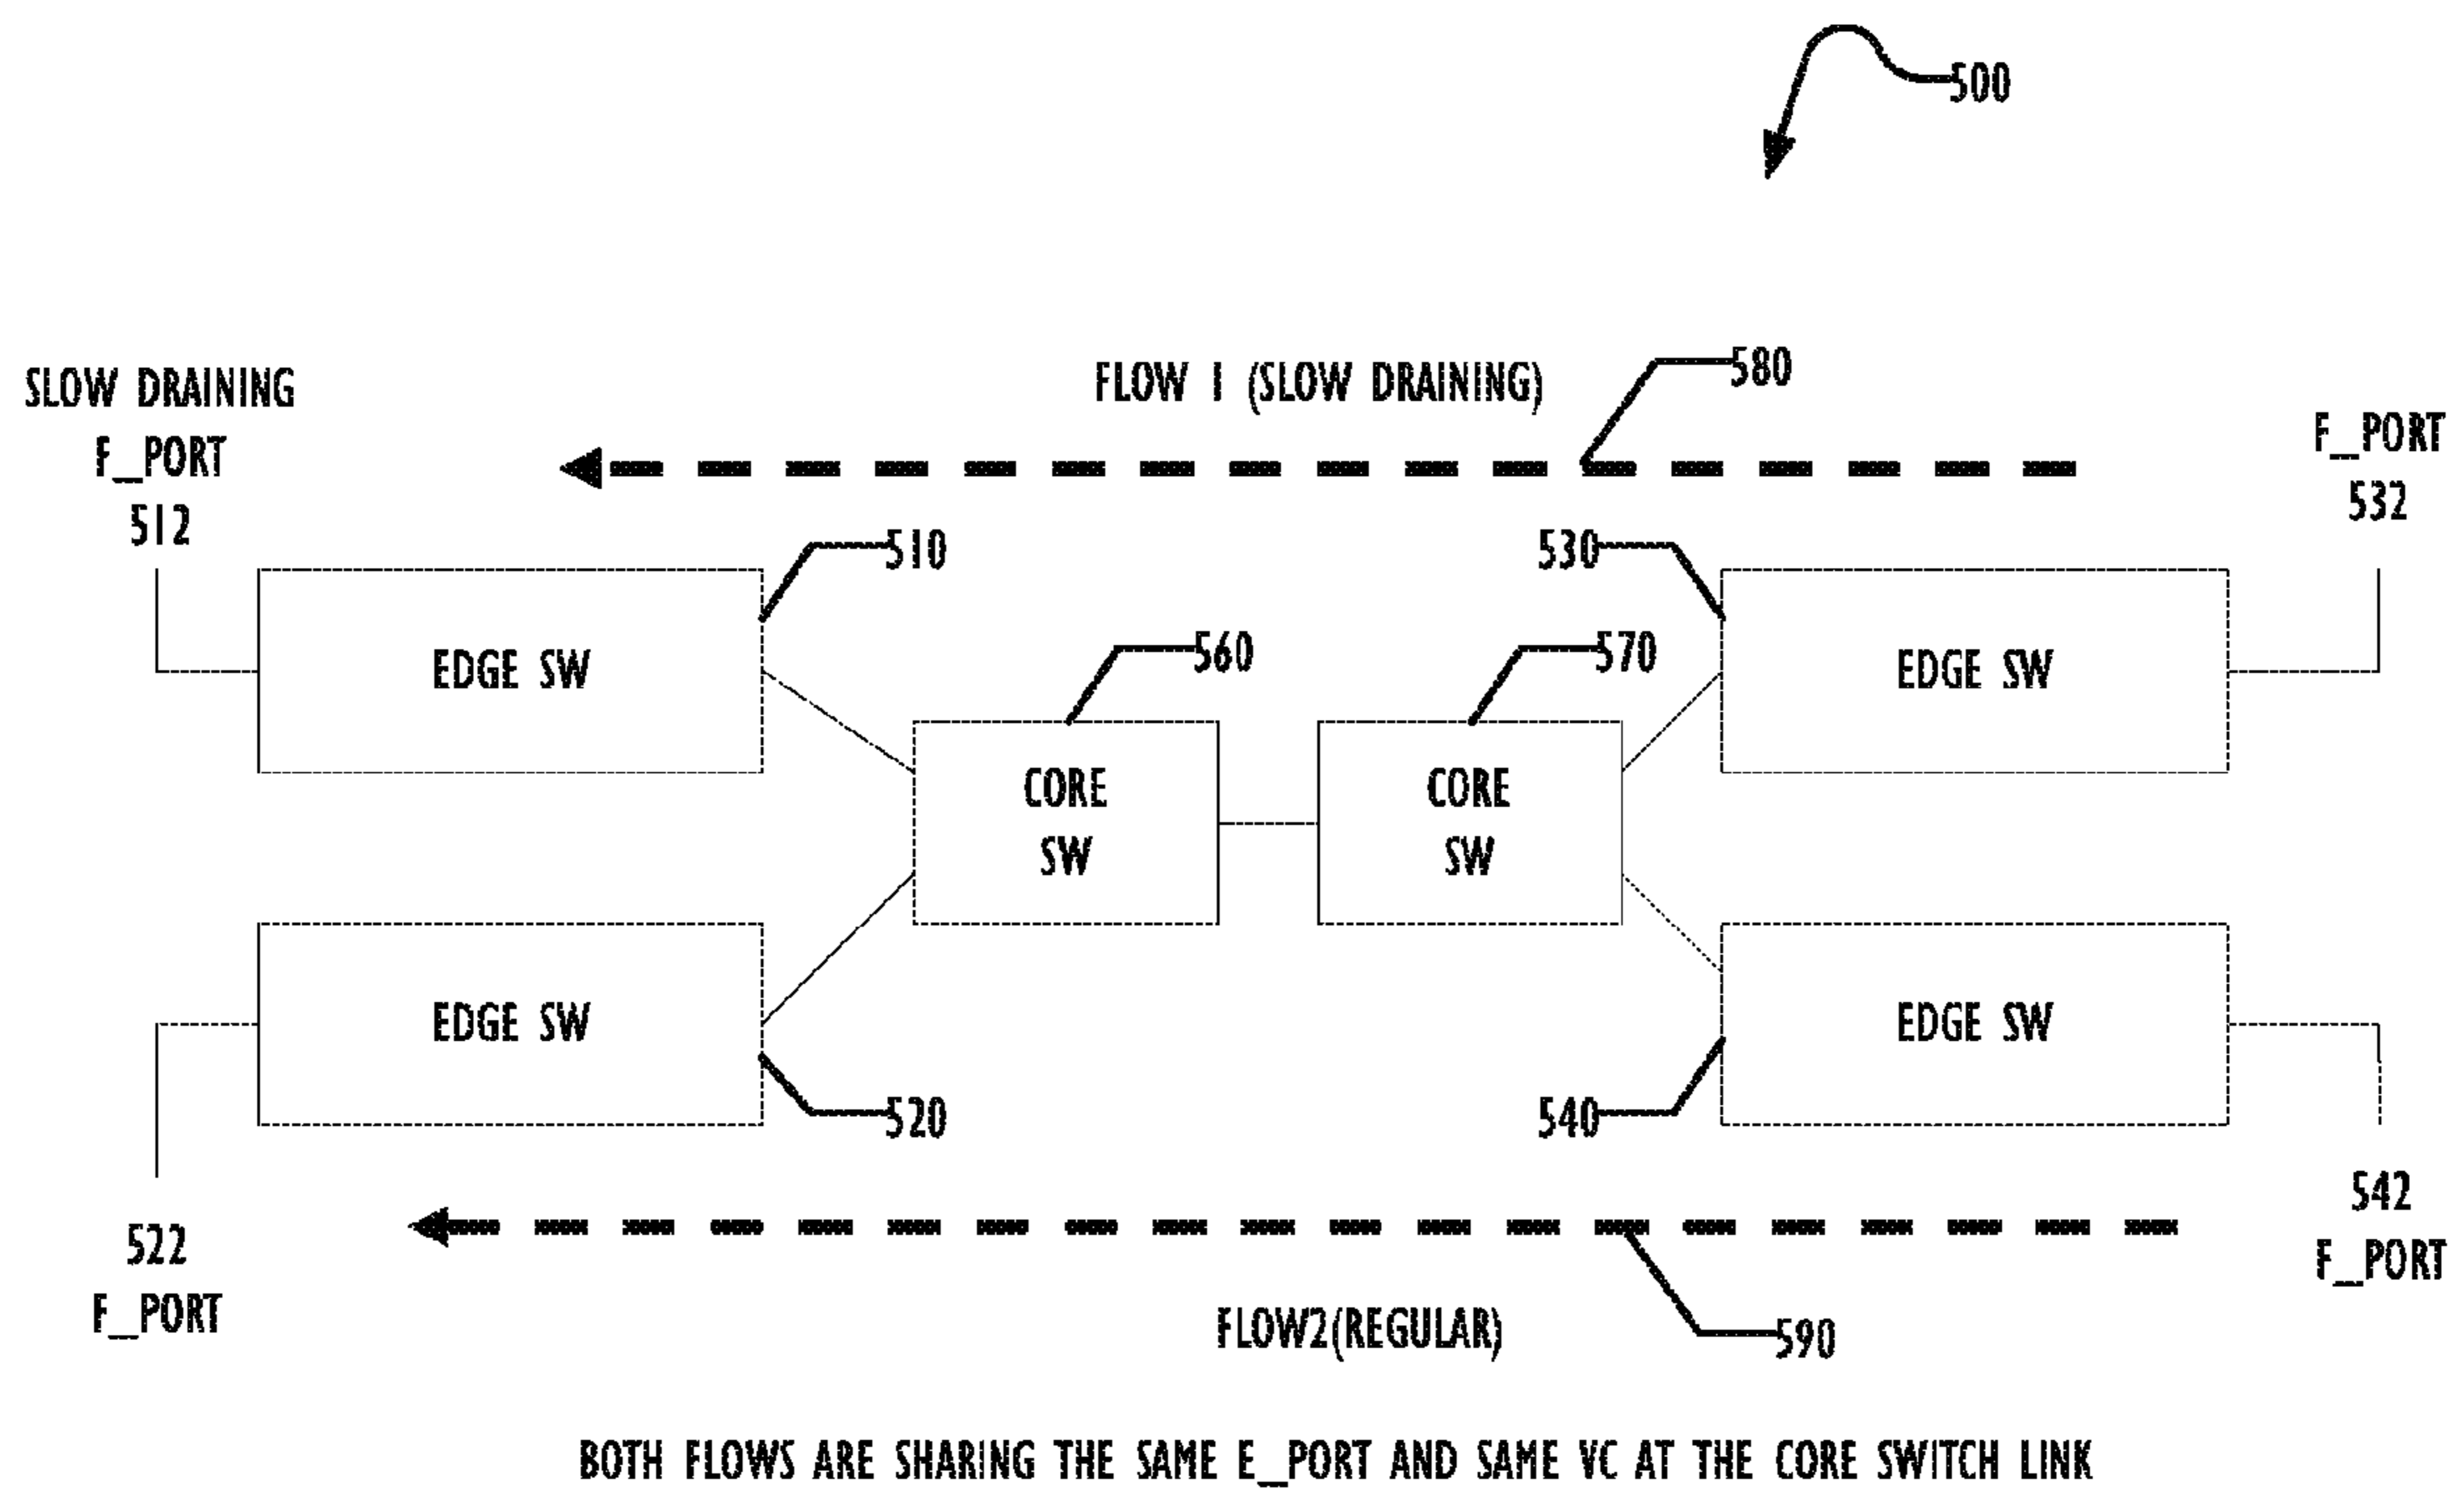 500
580
FLOW 1 (SLOW DRAINING)
SLOW DRAINING
F_PORT
512
F_PORT
532
510
530
560
570
EDGE SW
EDGE SW
CORE
SW
CORE
SW
EDGE SW
EDGE SW
520
540
522
F_PORT
542
F_PORT
FLOW2(REGULAR)
590
BOTH FLOWS ARE SHARING THE SAME E_PORT AND SAME VC AT THE CORE SWITCH LINK